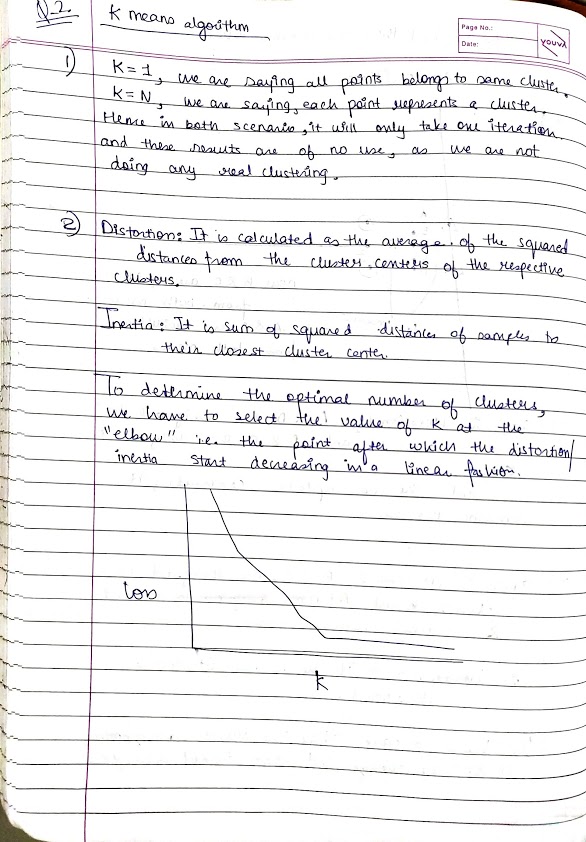 Q-2.
K means algorithm
Page No.:
Date:
YOUVA
1) K = 1, we are saying all points belongs to same cluster.
K = N, we are saying, each point represents a cluster.
Hence in both scenario, it will only take one iteration
and these results are of no use, as we are not
doing any real clustering.
2) Distortion: It is calculated as the average of the squared
distances from the cluster centers of the respective
clusters.
Inertia: It is sum of squared distances of samples to
their closest cluster center.
To determine the optimal number of clusters,
we have to select the value of K at the
"elbow" i.e. the point after which the distortion/
inertia start decreasing in a linear fashion.
loss
k